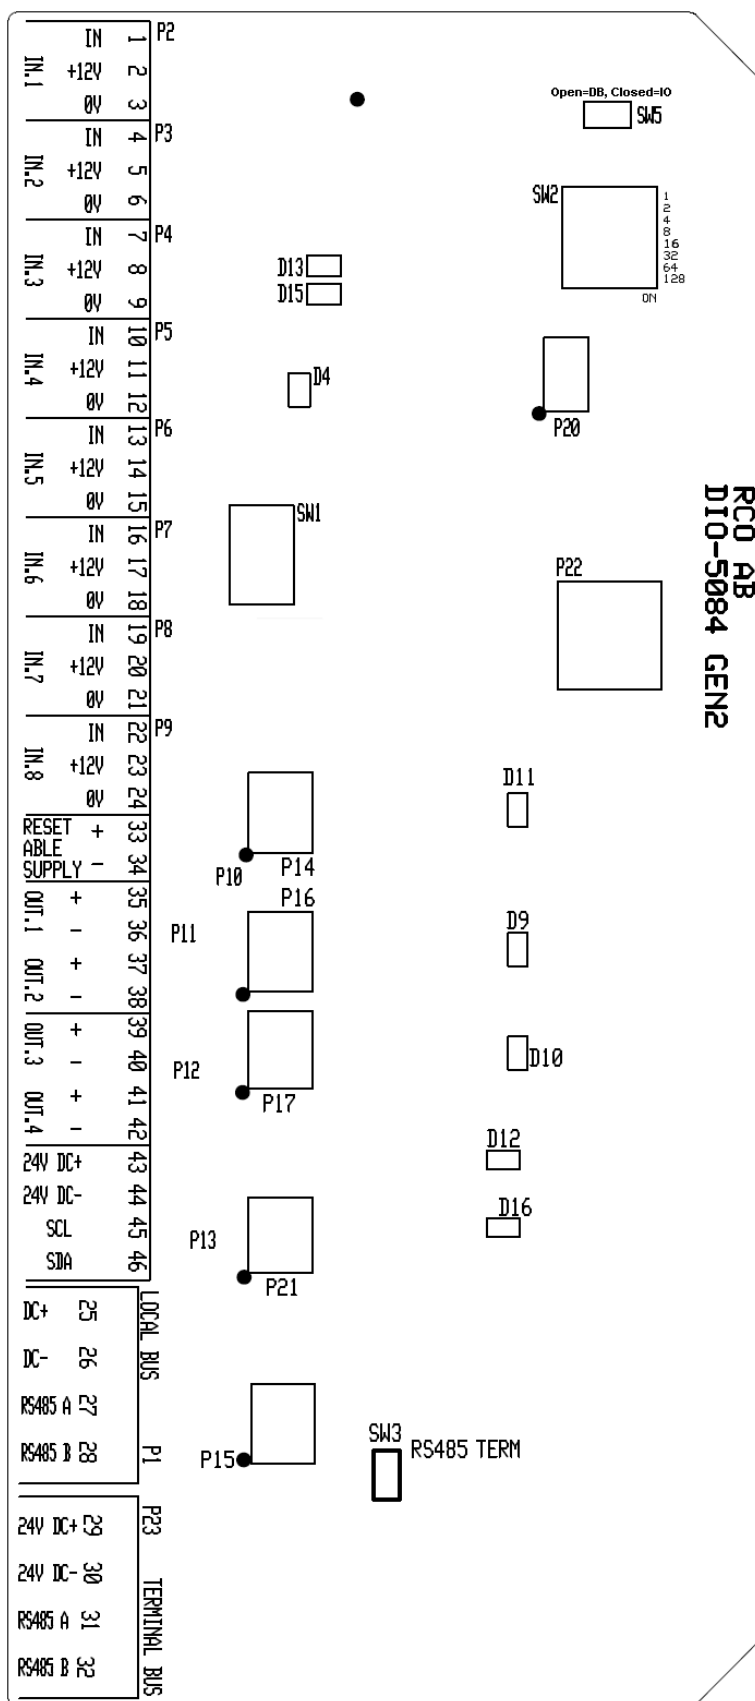 IN 1 P2
IN.1 +12V 2
0V 3
IN 4 P3
IN.2 +12V 5
0V 6
IN 7 P4
IN.3 +12V 8
0V 9
IN 10 P5
IN.4 +12V 11
0V 12
IN 13 P6
IN.5 +12V 14
0V 15
IN 16 P7
IN.6 +12V 17
0V 18
IN 19 P8
IN.7 +12V 20
0V 21
IN 22 P9
IN.8 +12V 23
0V 24
RESET + 33
ABLE
SUPPLY - 34
OUT.1 + 35
- 36
OUT.2 + 37
- 38
OUT.3 + 39
- 40
OUT.4 + 41
- 42
24V DC+ 43
24V DC- 44
SCL 45
SDA 46
DC+ 25
DC- 26
RS485 A 27
RS485 B 28
LOCAL BUS P1
24V DC+ 29
24V DC- 30
RS485 A 31
RS485 B 32
P23 TERMINAL BUS
Open=DB, Closed=IO
SW5
SW2
1
2
4
8
16
32
64
128
ON
D13
D15
D4
P20
SW1
P22
RCO AB
DIO-5084 GEN2
D11
P10 P14
P16
P11
D9
P12
D10
P17
D12
D16
P13
P21
P15
SW3
RS485 TERM